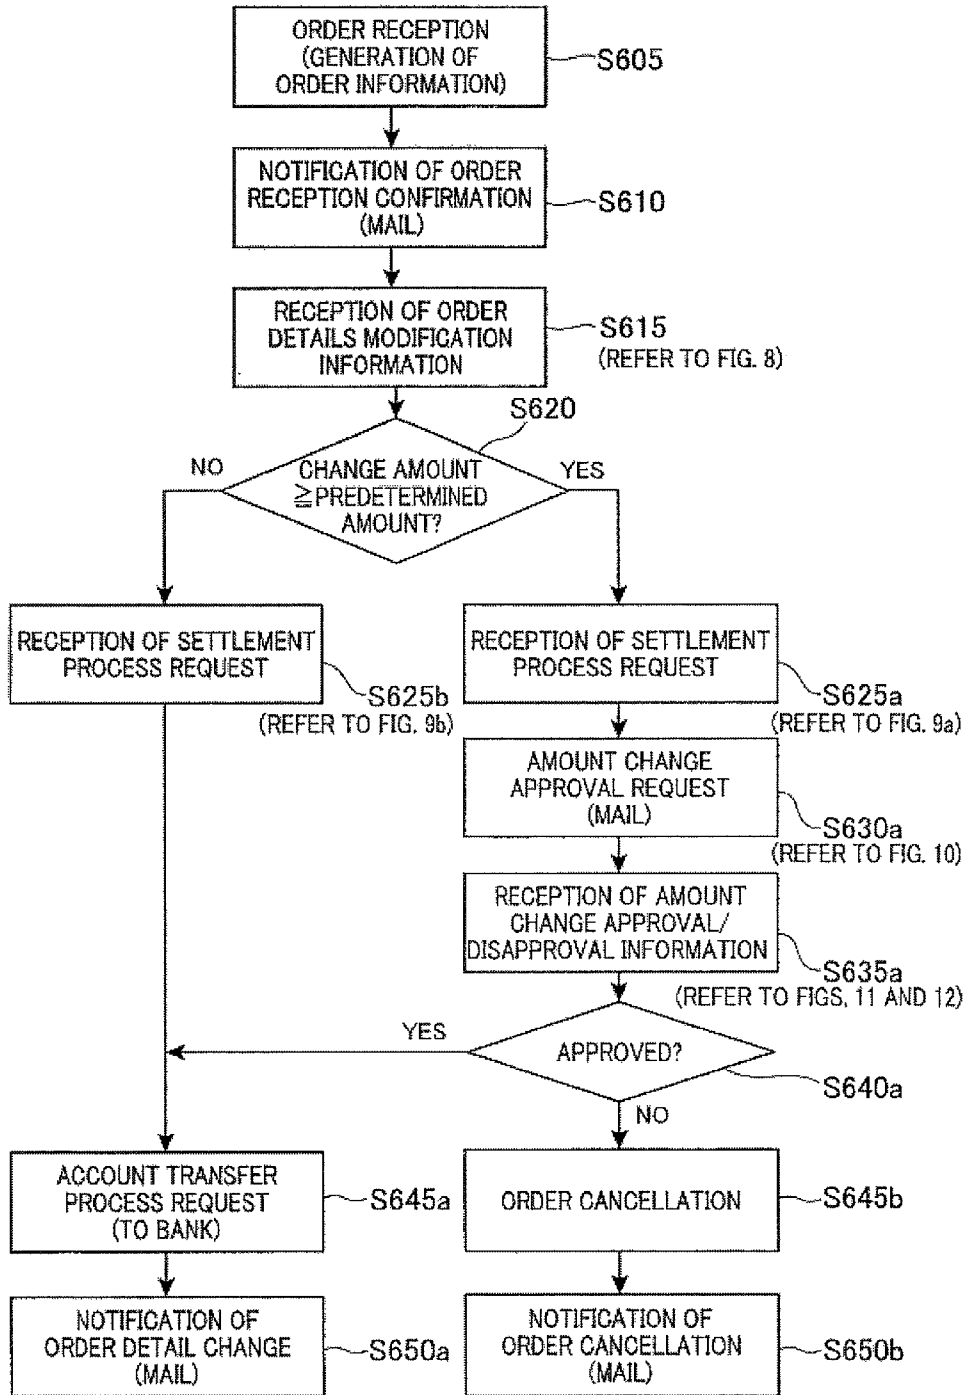 ORDER RECEPTION
(GENERATION OF
ORDER INFORMATION)
S605
NOTIFICATION OF ORDER
RECEPTION CONFIRMATION
(MAIL)
S610
RECEPTION OF ORDER
DETAILS MODIFICATION
INFORMATION
S615
(REFER TO FIG. 8)
S620
NO
CHANGE AMOUNT
≧PREDETERMINED
AMOUNT?
YES
RECEPTION OF SETTLEMENT
PROCESS REQUEST
S625b
(REFER TO FIG. 9b)
RECEPTION OF SETTLEMENT
PROCESS REQUEST
S625a
(REFER TO FIG. 9a)
AMOUNT CHANGE
APPROVAL REQUEST
(MAIL)
S630a
(REFER TO FIG. 10)
RECEPTION OF AMOUNT
CHANGE APPROVAL/
DISAPPROVAL INFORMATION
S635a
(REFER TO FIGS. 11 AND 12)
YES
APPROVED?
S640a
NO
ACCOUNT TRANSFER
PROCESS REQUEST
(TO BANK)
S645a
ORDER CANCELLATION
S645b
NOTIFICATION OF
ORDER DETAIL CHANGE
(MAIL)
S650a
NOTIFICATION OF
ORDER CANCELLATION
(MAIL)
S650b